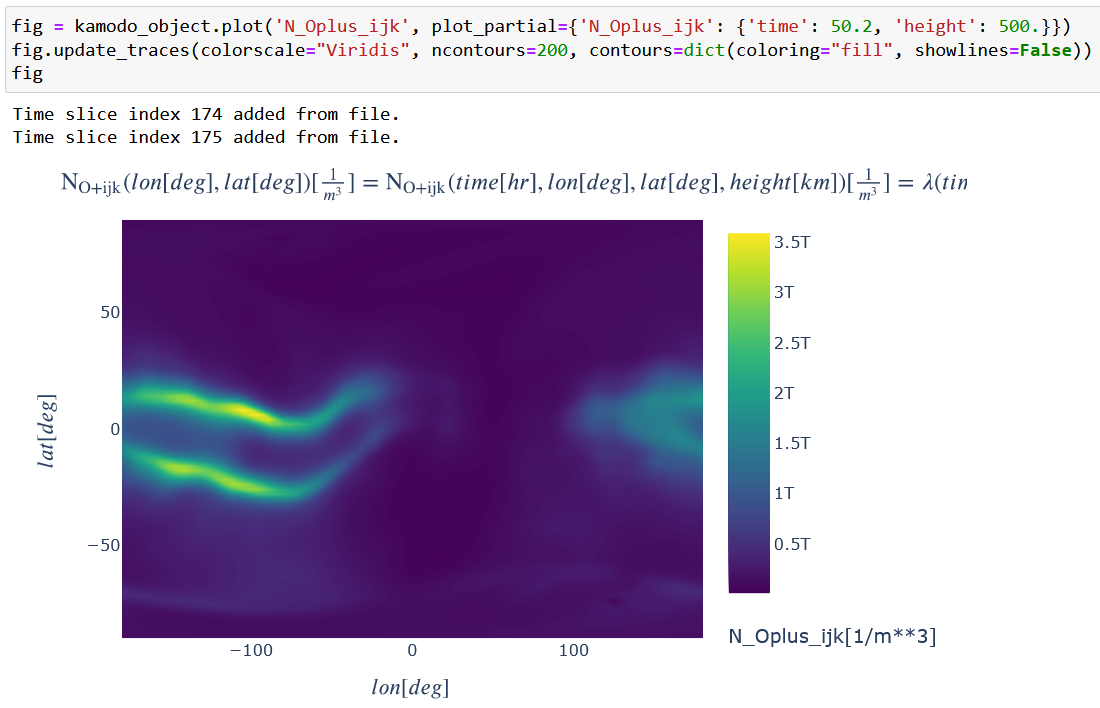 fig = kamodo_object.plot('N_Oplus_ijk', plot_partial={'N_Oplus_ijk': {'time': 50.2, 'height': 500.}})
fig.update_traces(colorscale="Viridis", ncontours=200, contours=dict(coloring="fill", showlines=False))
fig
Time slice index 174 added from file.
Time slice index 175 added from file.
N_{O+ijk}(lon[deg], lat[deg])[\frac{1}{m^3}] = N_{O+ijk}(time[hr], lon[deg], lat[deg], height[km])[\frac{1}{m^3}] = λ(tin
3.5T
3T
2.5T
2T
1.5T
1T
0.5T
N_Oplus_ijk[1/m**3]
50
0
−50
lat[deg]
−100
0
100
lon[deg]